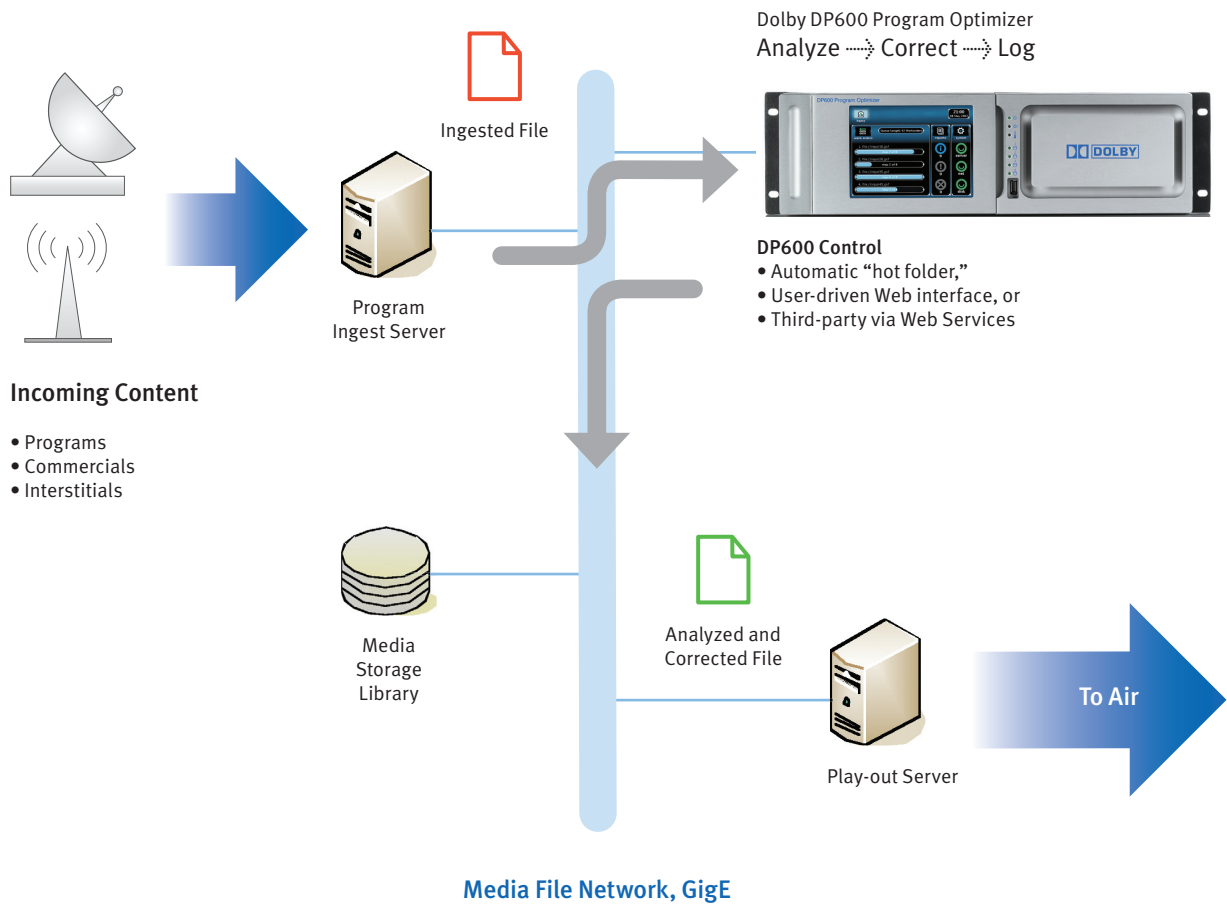 Dolby DP600 Program Optimizer
Analyze Correct Log
Ingested File
DP600 Program Optimizer
DOLBY
DP600 Control
• Automatic “hot folder,”
• User-driven Web interface, or
• Third-party via Web Services
Program
Ingest Server
Incoming Content
• Programs
• Commercials
• Interstitials
Media
Storage
Library
Analyzed and
Corrected File
Play-out Server
To Air
Media File Network, GigE